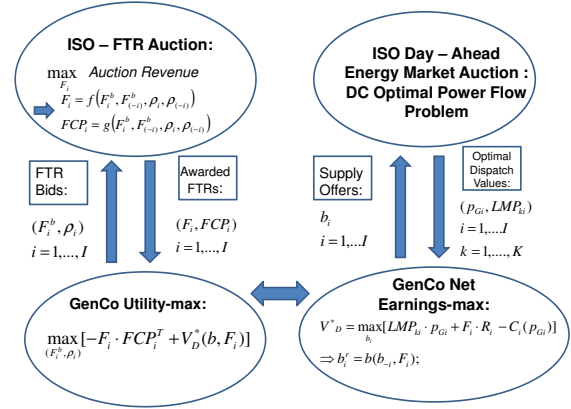 ISO – FTR Auction:
max Auction Revenue
F_i
F_i = f(F_i^b, F_(-i)^b, ρ_i, ρ_(-i))
FCP_i = g(F_i^b, F_(-i)^b, ρ_i, ρ_(-i))
ISO Day – Ahead
Energy Market Auction :
DC Optimal Power Flow
Problem
FTR
Bids:
(F_i^b, ρ_i)
i = 1,..., I
Awarded
FTRs:
(F_i, FCP_i)
i = 1,..., I
Supply
Offers:
b_i
i = 1,...I
Optimal
Dispatch
Values:
(p_Gi, LMP_ki)
i = 1,....I
k = 1,...., K
GenCo Utility-max:
max [-F_i · FCP_i^T + V_D^*(b, F_i)]
(F_i^b, ρ_i)
GenCo Net
Earnings-max:
V^*_D = max[LMP_ki · p_Gi + F_i · R_i − C_i(p_Gi)]
b_i
⇒ b_i^r = b(b_-i, F_i);